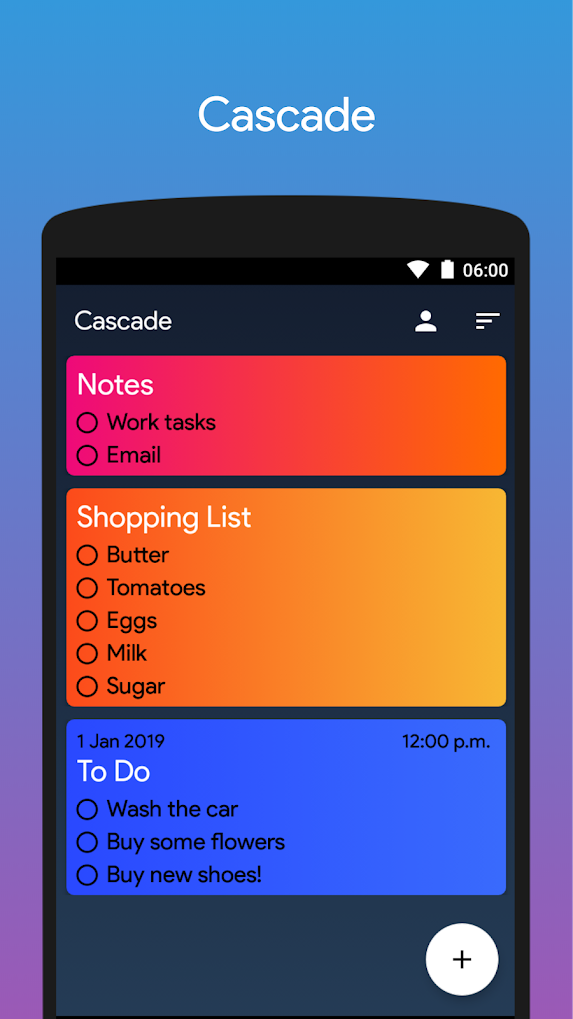 Cascade
06:00
Cascade
Notes
Work tasks
Email
Shopping List
Butter
Tomatoes
Eggs
Milk
Sugar
1 Jan 2019 12:00 p.m.
To Do
Wash the car
Buy some flowers
Buy new shoes!